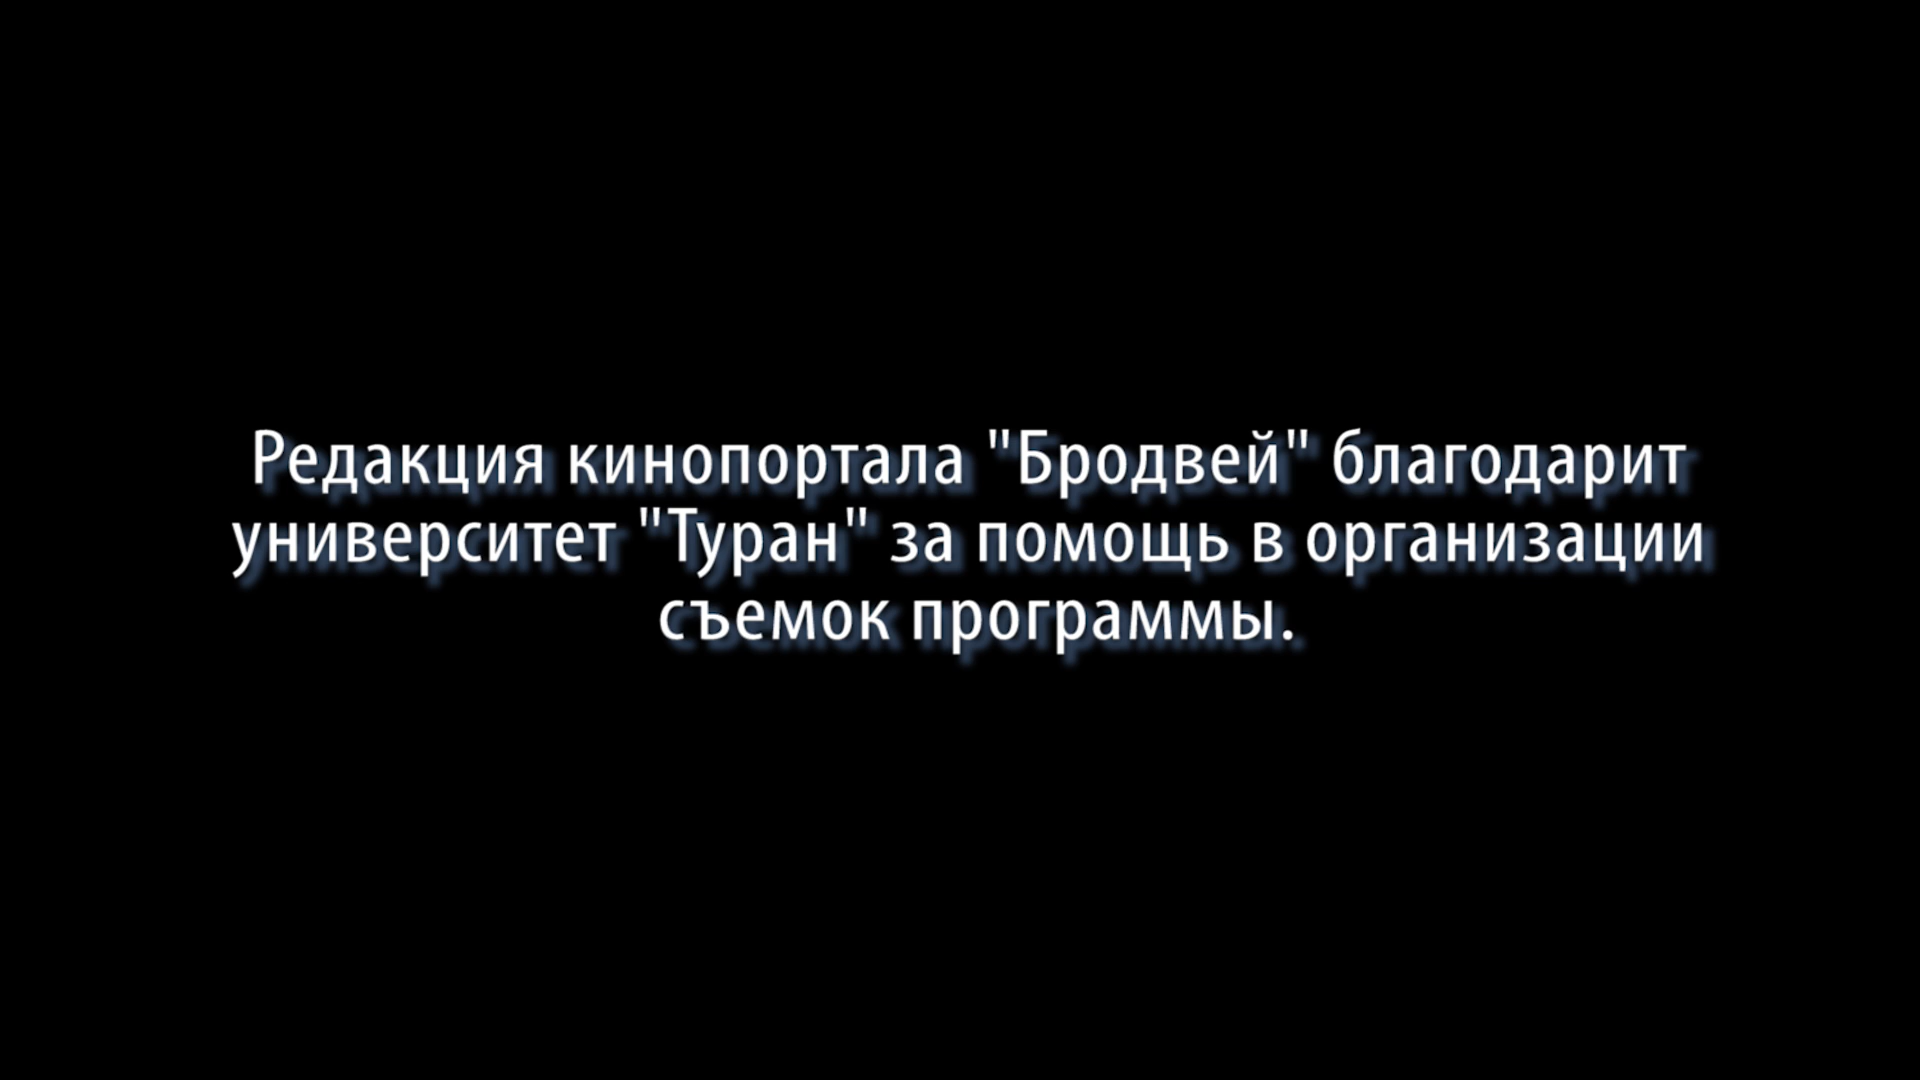 Редакция кинопортала "Бродвей" благодарит
университет "Туран" за помощь в организации
съемок программы.